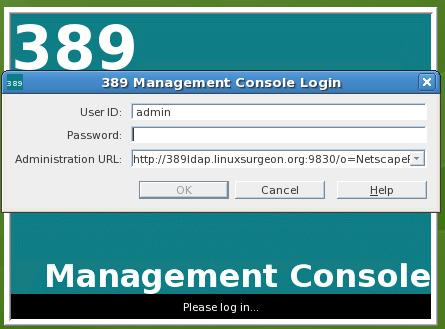 389
389
389 Management Console Login
User ID: admin
Password:
Administration URL: http://389ldap.linuxsurgeon.org:9830/o=Netscape
OK Cancel Help
Management Console
Please log in...